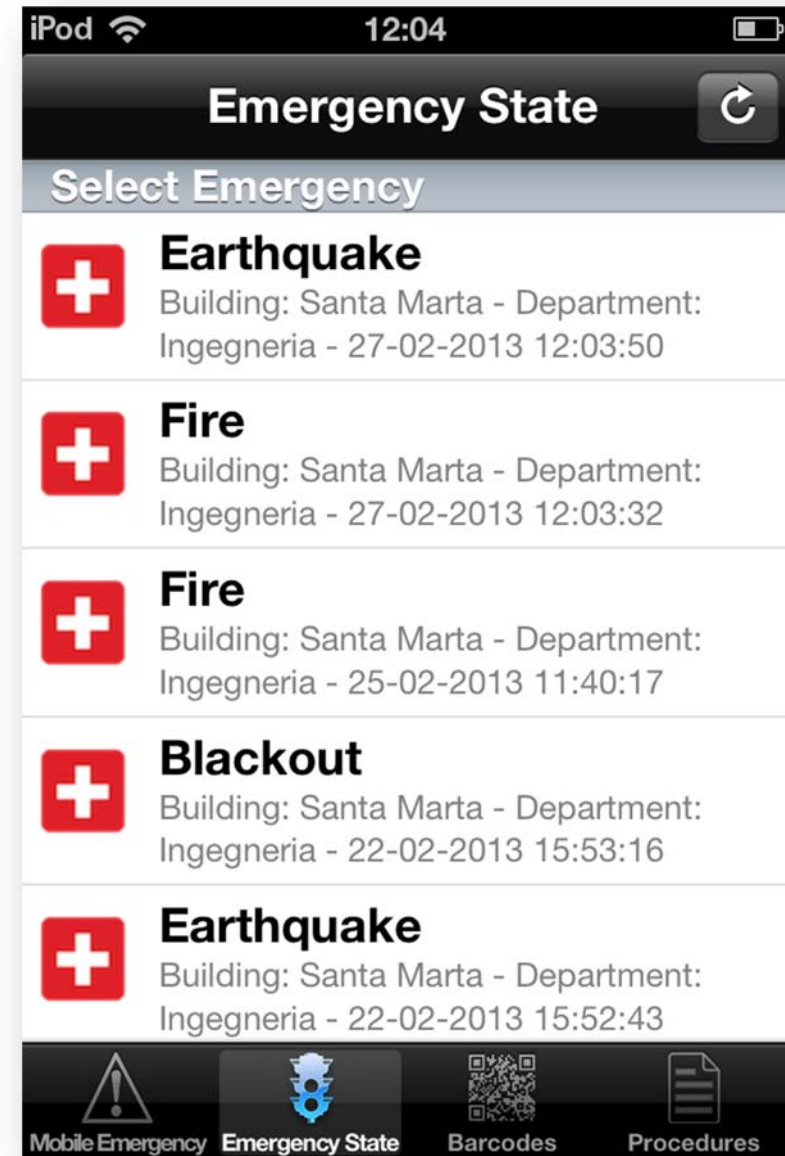 iPod 12:04
Emergency State
Select Emergency
Earthquake
Building: Santa Marta - Department:
Ingegneria - 27-02-2013 12:03:50
Fire
Building: Santa Marta - Department:
Ingegneria - 27-02-2013 12:03:32
Fire
Building: Santa Marta - Department:
Ingegneria - 25-02-2013 11:40:17
Blackout
Building: Santa Marta - Department:
Ingegneria - 22-02-2013 15:53:16
Earthquake
Building: Santa Marta - Department:
Ingegneria - 22-02-2013 15:52:43
Mobile Emergency Emergency State Barcodes Procedures